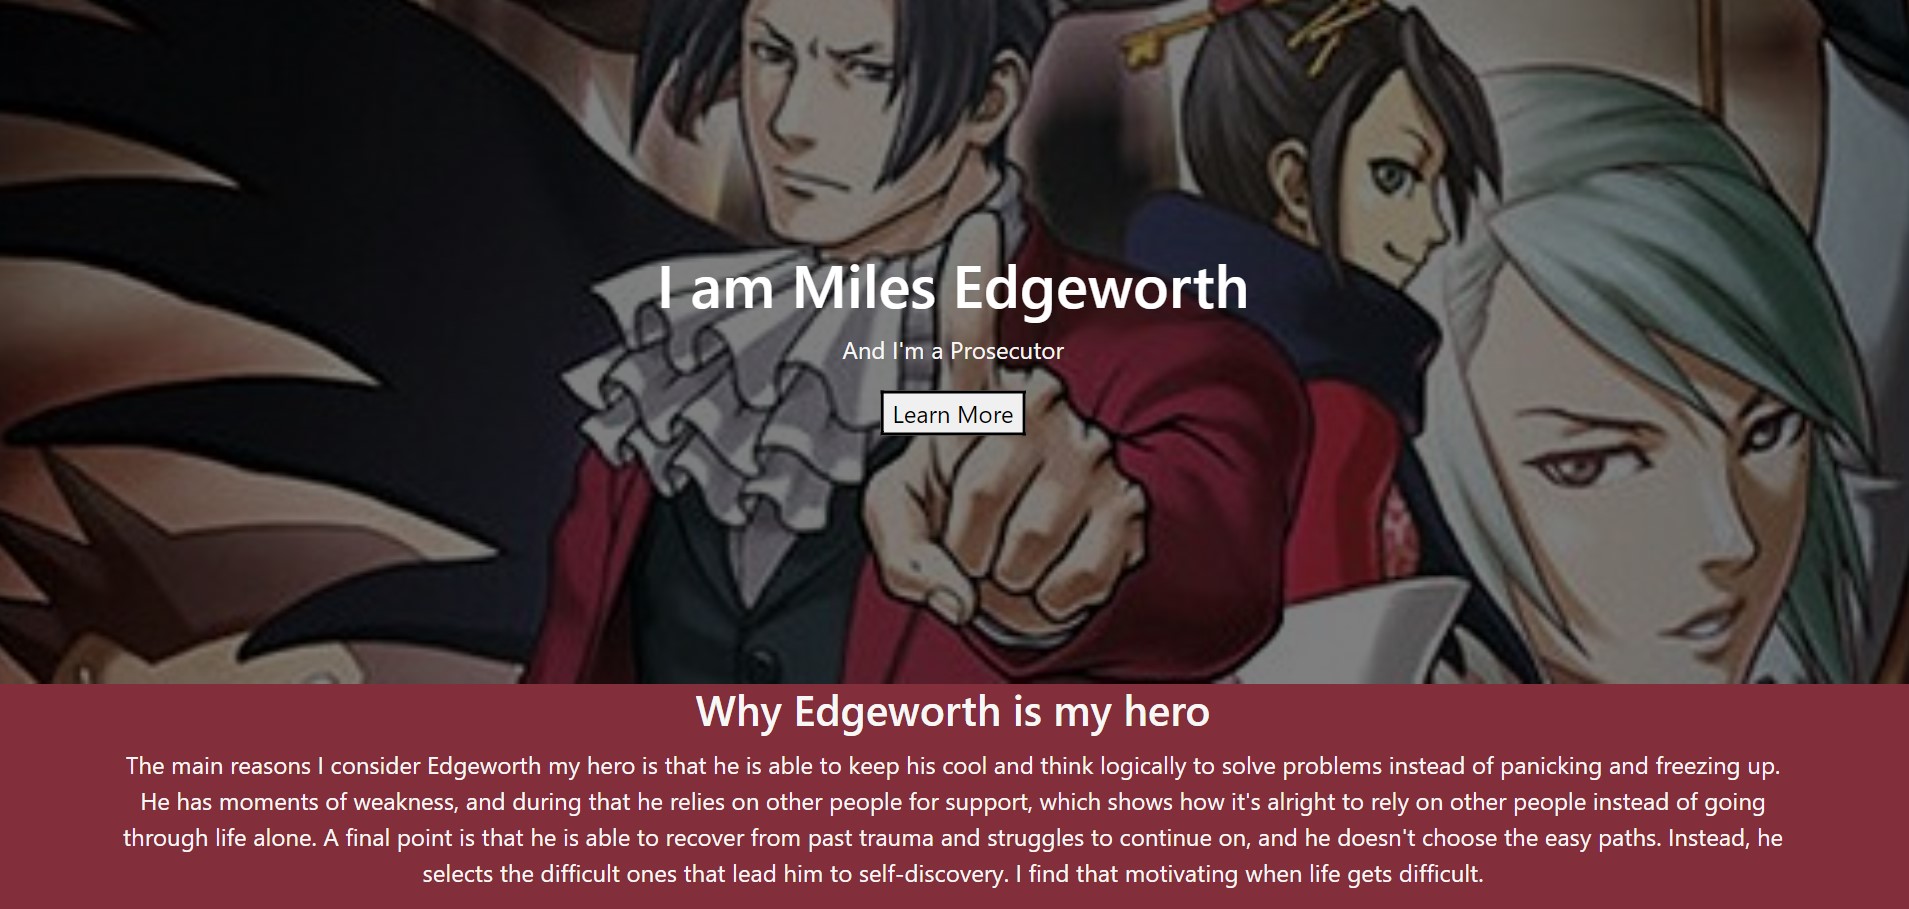 I am Miles Edgeworth
And I'm a Prosecutor
Learn More
Why Edgeworth is my hero
The main reasons I consider Edgeworth my hero is that he is able to keep his cool and think logically to solve problems instead of panicking and freezing up.
He has moments of weakness, and during that he relies on other people for support, which shows how it's alright to rely on other people instead of going
through life alone. A final point is that he is able to recover from past trauma and struggles to continue on, and he doesn't choose the easy paths. Instead, he
selects the difficult ones that lead him to self-discovery. I find that motivating when life gets difficult.